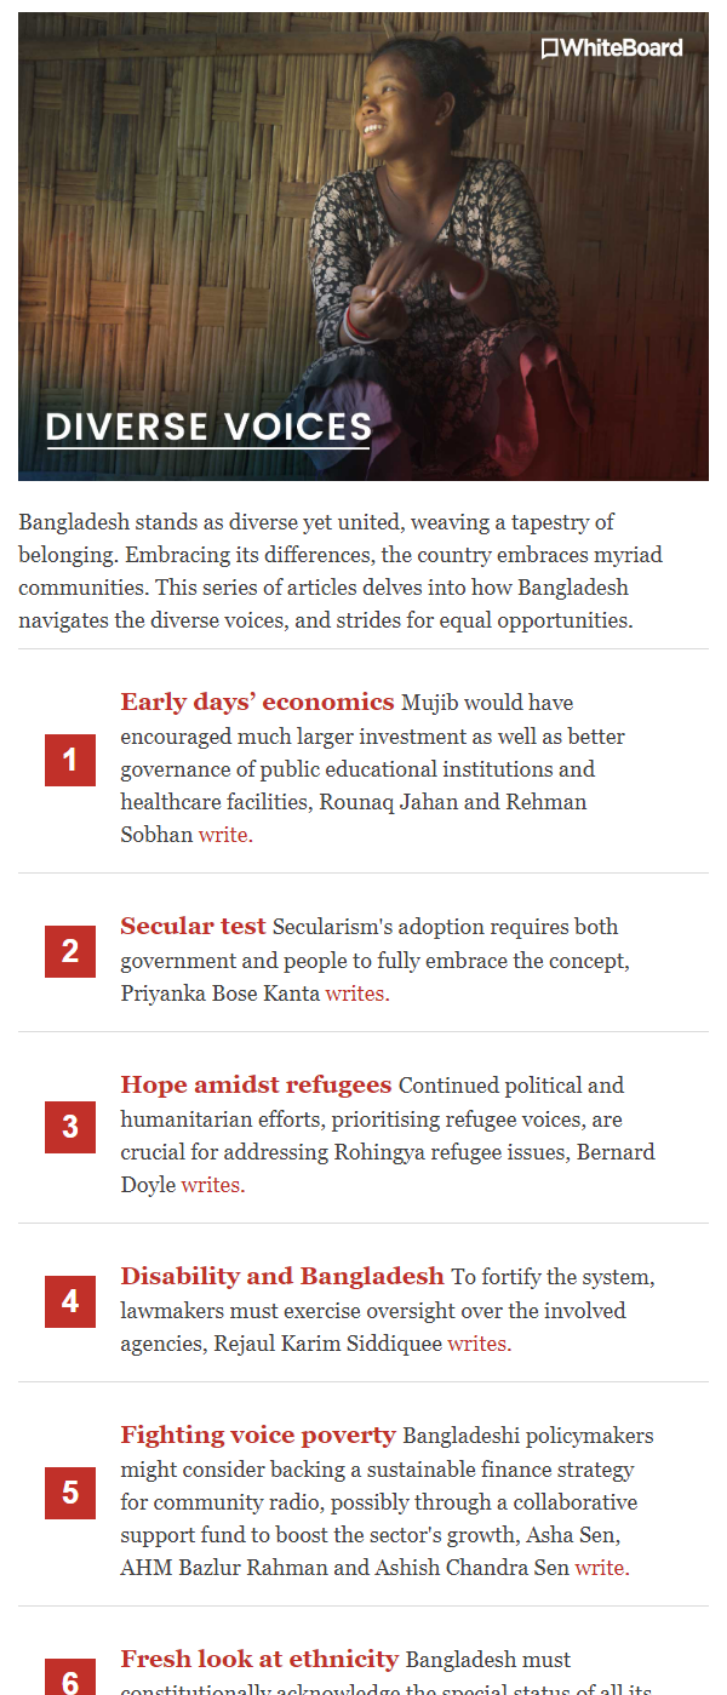 WhiteBoard
DIVERSE VOICES
Bangladesh stands as diverse yet united, weaving a tapestry of
belonging. Embracing its differences, the country embraces myriad
communities. This series of articles delves into how Bangladesh
navigates the diverse voices, and strides for equal opportunities.
1
Early days’ economics Mujib would have
encouraged much larger investment as well as better
governance of public educational institutions and
healthcare facilities, Rounaq Jahan and Rehman
Sobhan write.
2
Secular test Secularism's adoption requires both
government and people to fully embrace the concept,
Priyanka Bose Kanta writes.
3
Hope amidst refugees Continued political and
humanitarian efforts, prioritising refugee voices, are
crucial for addressing Rohingya refugee issues, Bernard
Doyle writes.
4
Disability and Bangladesh To fortify the system,
lawmakers must exercise oversight over the involved
agencies, Rejaul Karim Siddiquee writes.
5
Fighting voice poverty Bangladeshi policymakers
might consider backing a sustainable finance strategy
for community radio, possibly through a collaborative
support fund to boost the sector's growth, Asha Sen,
AHM Bazlur Rahman and Ashish Chandra Sen write.
6
Fresh look at ethnicity Bangladesh must
constitutionally acknowledge the special status of all its